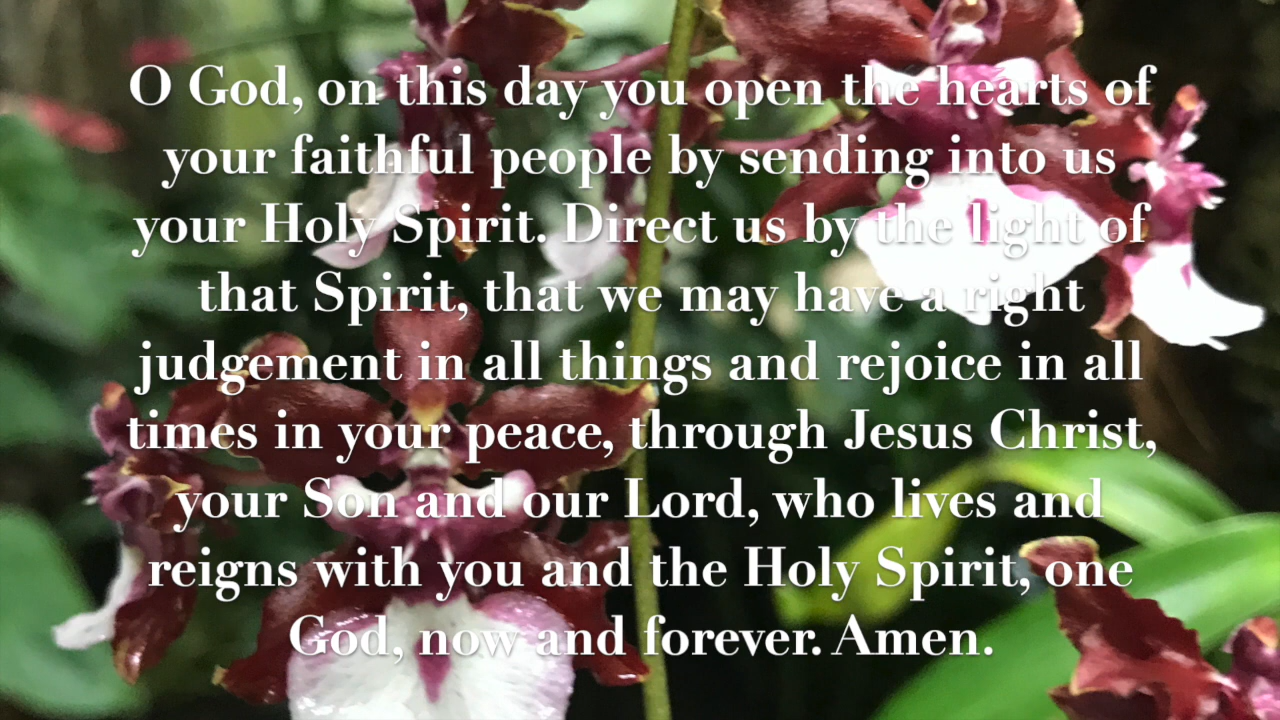 O God, on this day you open the hearts of
your faithful people by sending into us
your Holy Spirit. Direct us by the light of
that Spirit, that we may have a right
judgement in all things and rejoice in all
times in your peace, through Jesus Christ,
your Son and our Lord, who lives and
reigns with you and the Holy Spirit, one
God, now and forever. Amen.